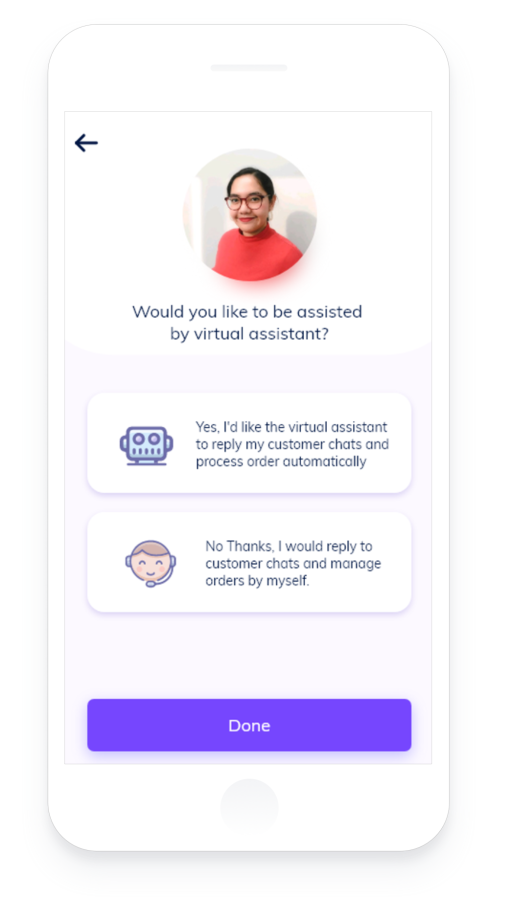 Would you like to be assisted
by virtual assistant?
Yes, I'd like the virtual assistant
to reply my customer chats and
process order automatically
No Thanks, I would reply to
customer chats and manage
orders by myself.
Done